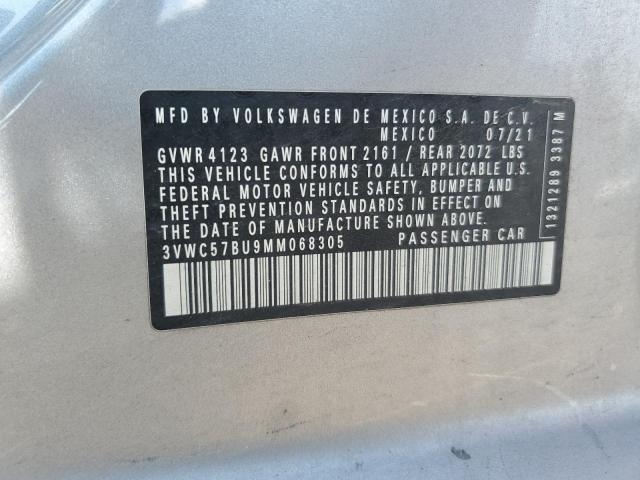 MFD BY VOLKSWAGEN DE MEXICO S.A. DE C.V.
MEXICO 07/21
GVWR 4123 GAWR FRONT 2161 / REAR 2072 LBS
THIS VEHICLE CONFORMS TO ALL APPLICABLE U.S.
FEDERAL MOTOR VEHICLE SAFETY, BUMPER AND
THEFT PREVENTION STANDARDS IN EFFECT ON
THE DATE OF MANUFACTURE SHOWN ABOVE.
3VWC57BU9MM068305 PASSENGER CAR
1321289 3387 M